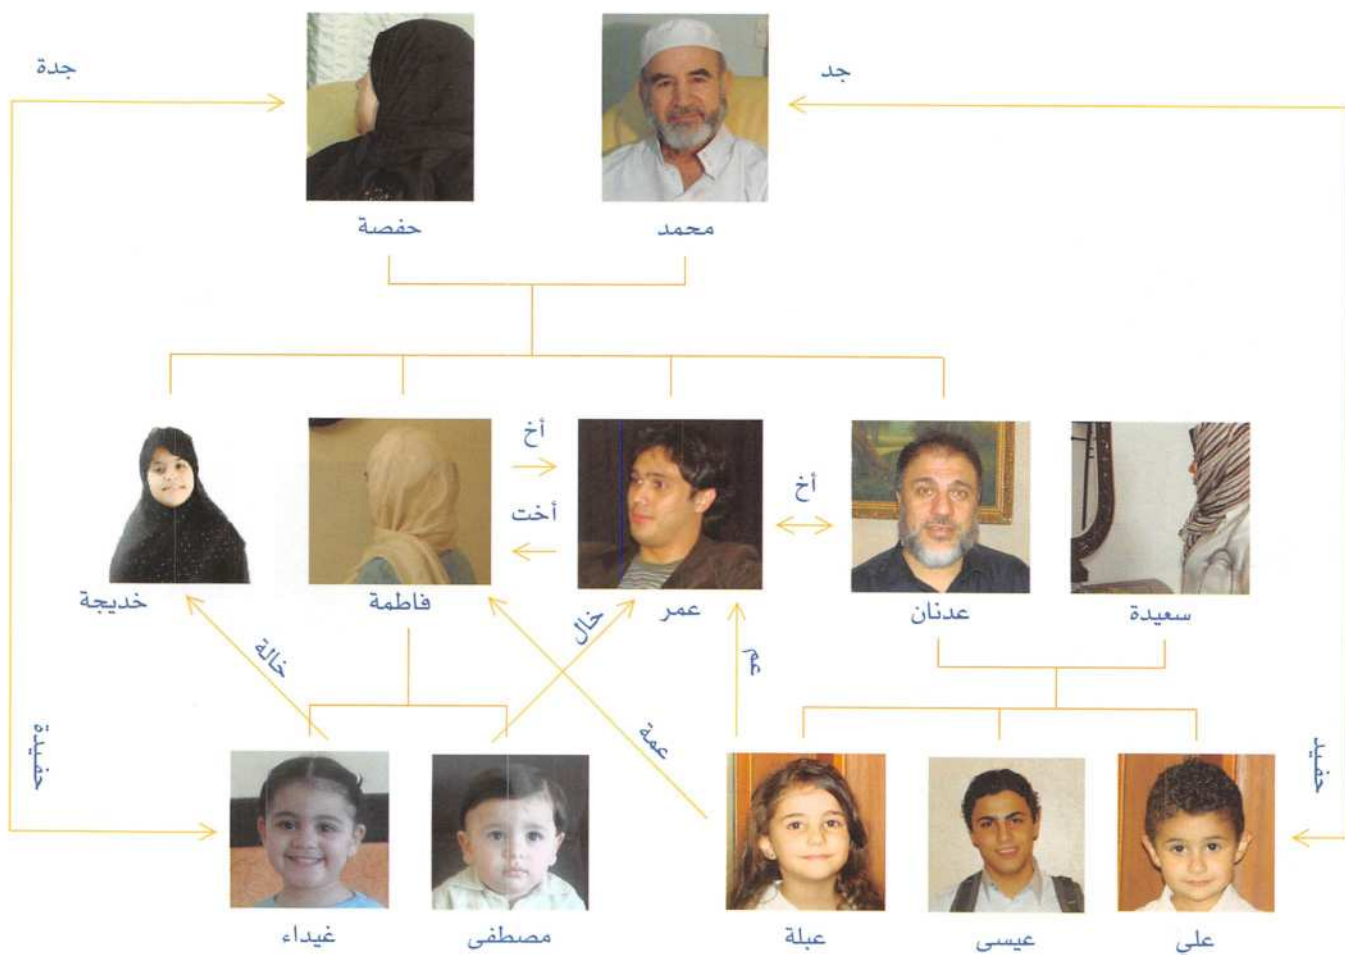 جد
جدة
محمد
حفصة
أخ
أخ
أخت
سعيدة
عدنان
عمر
فاطمة
خديجة
عم
خال
عمة
خالة
حفيد
حفيدة
علي
عيسى
عبلة
مصطفى
غيداء